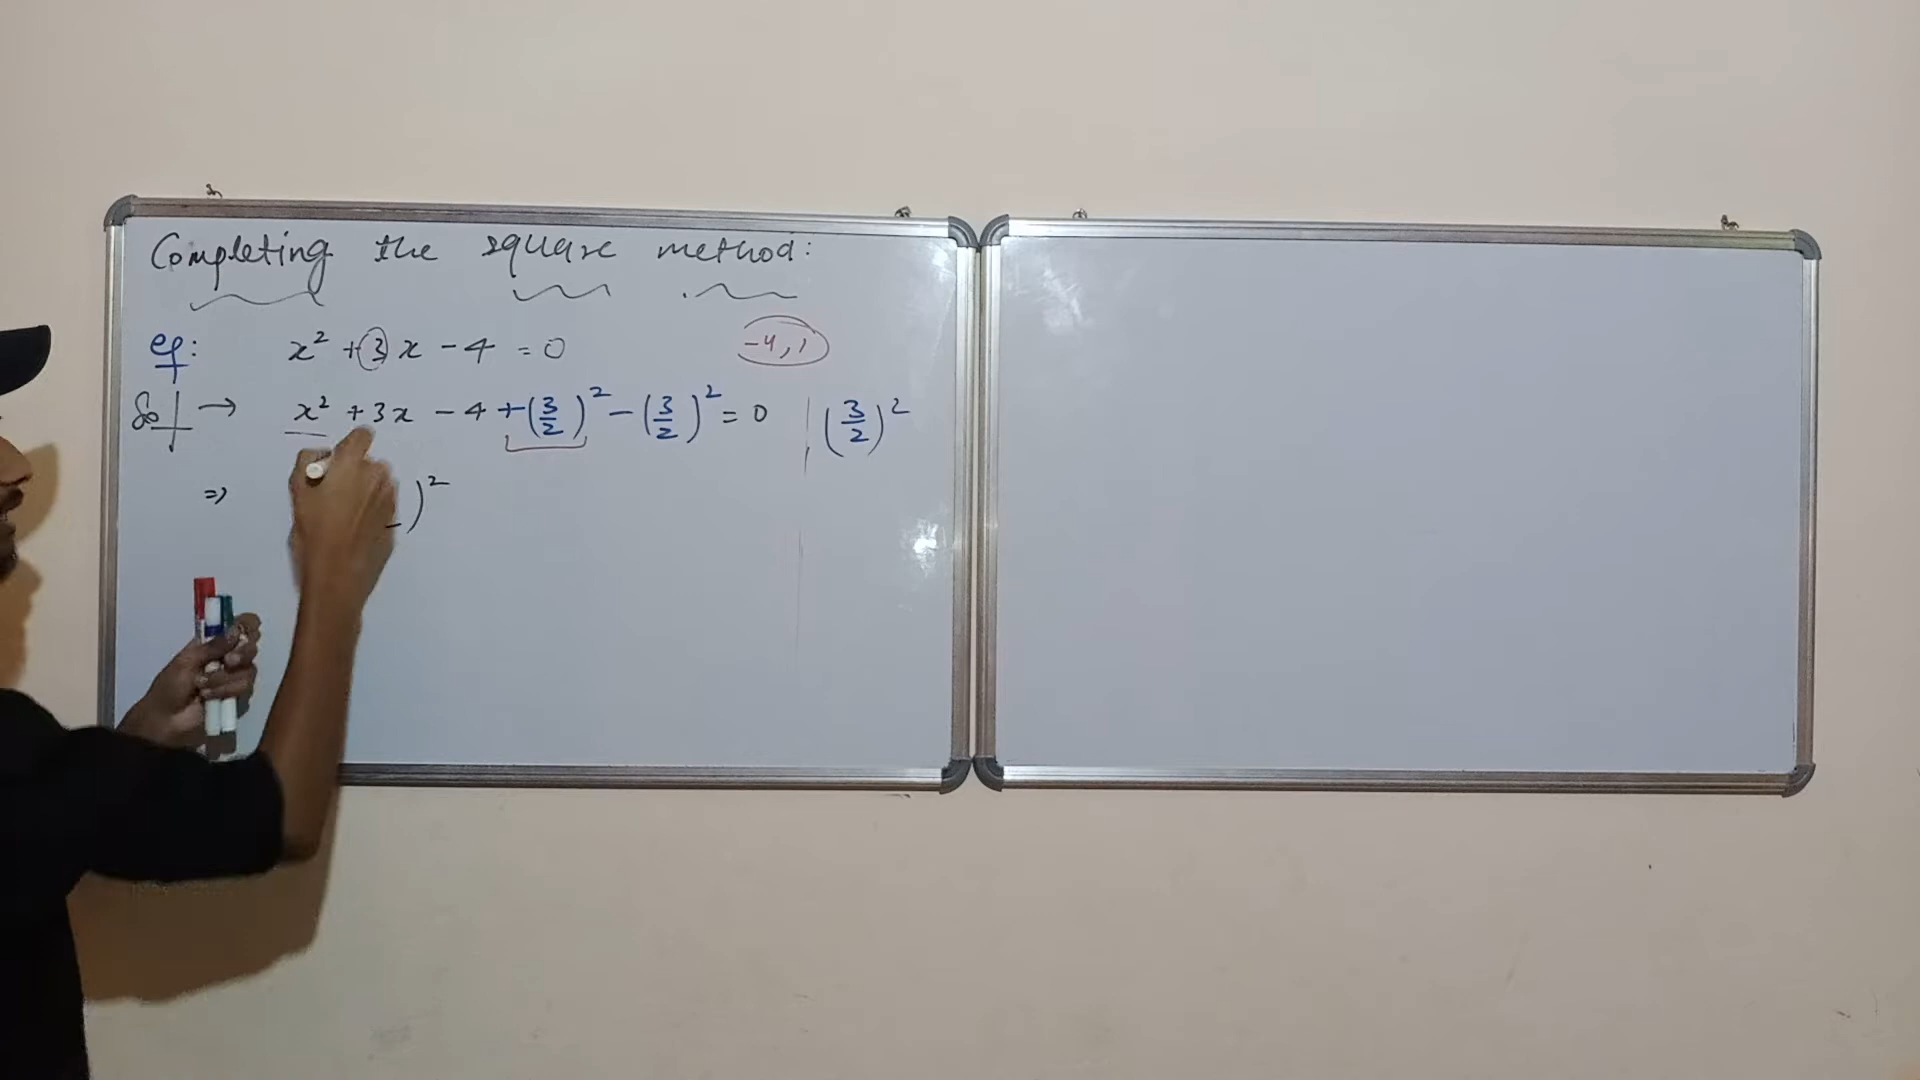 Completing the square method:
eg: x² + 3x - 4 = 0 -4, 1
Sol → x² + 3x - 4 + (3/2)² - (3/2)² = 0 (3/2)²
⇒ )²